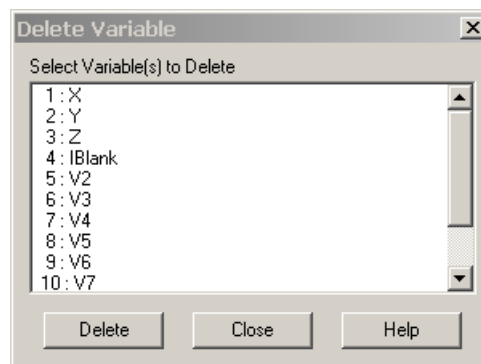 Delete Variable
Select Variable(s) to Delete
1 : X
2 : Y
3 : Z
4 : IBlank
5 : V2
6 : V3
7 : V4
8 : V5
9 : V6
10 : V7
Delete Close Help